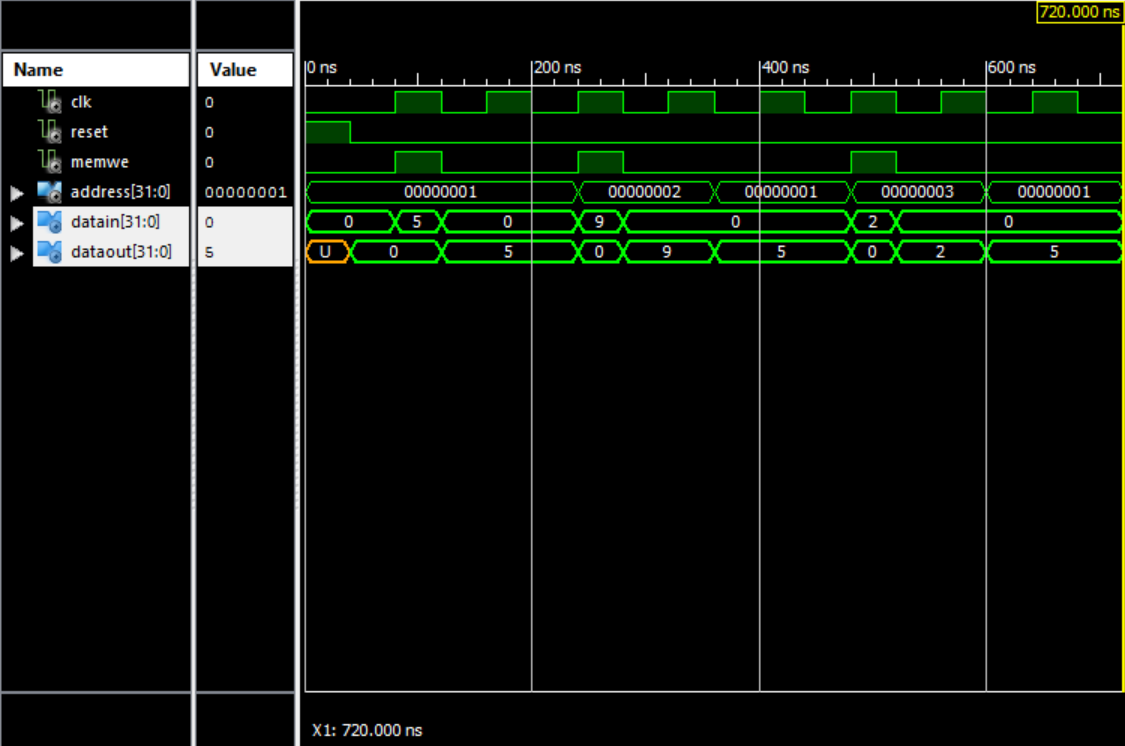 720.000 ns
Name Value 0 ns 200 ns 400 ns 600 ns
clk 0
reset 0
memwe 0
address[31:0] 00000001 00000001 00000002 00000001 00000003 00000001
datain[31:0] 0 0 5 0 9 0 2 0
dataout[31:0] 5 U 0 5 0 9 5 0 2 5
X1: 720.000 ns